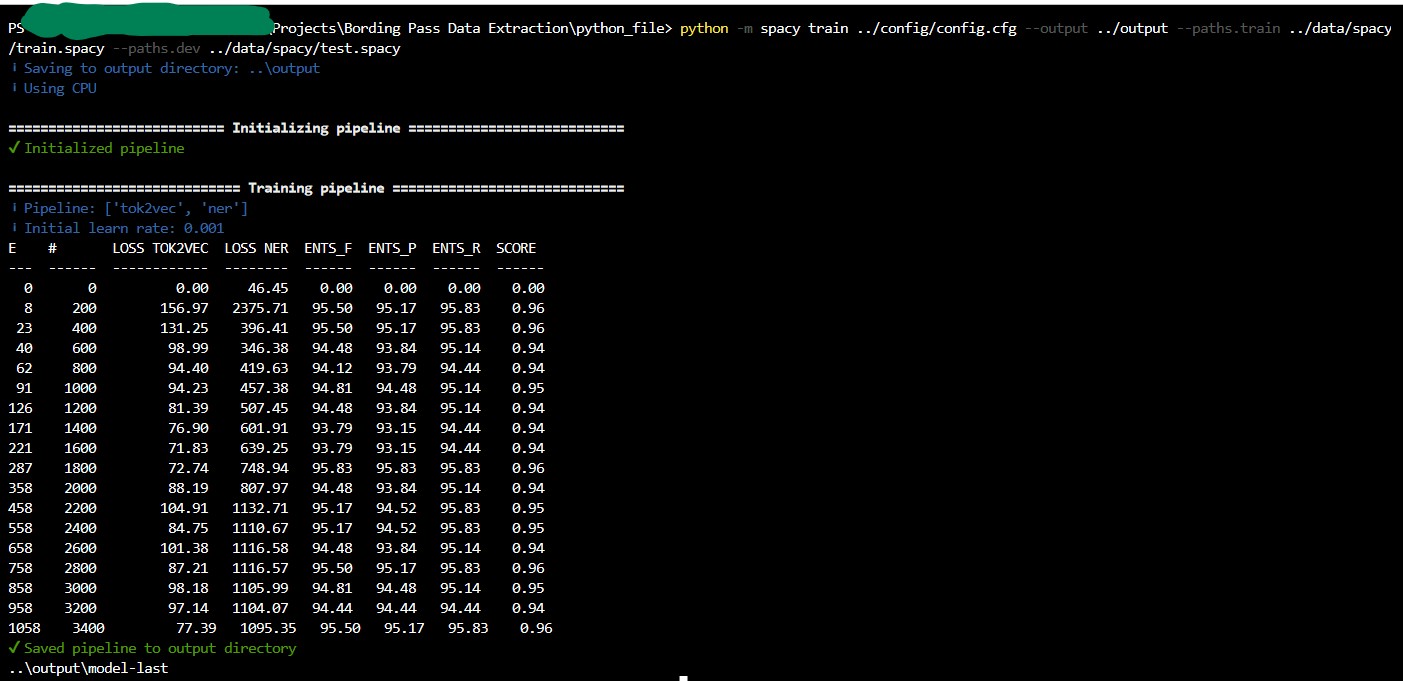 PS Projects\Bording Pass Data Extraction\python_file> python -m spacy train ../config/config.cfg --output ../output --paths.train ../data/spacy
/train.spacy --paths.dev ../data/spacy/test.spacy
i Saving to output directory: ..\output
i Using CPU
=========================== Initializing pipeline ===========================
✔ Initialized pipeline
============================= Training pipeline =============================
i Pipeline: ['tok2vec', 'ner']
i Initial learn rate: 0.001
E    #       LOSS TOK2VEC  LOSS NER  ENTS_F  ENTS_P  ENTS_R  SCORE
---  ------  ------------  --------  ------  ------  ------  ------
  0       0          0.00     46.45    0.00    0.00    0.00    0.00
  8     200        156.97   2375.71   95.50   95.17   95.83    0.96
 23     400        131.25    396.41   95.50   95.17   95.83    0.96
 40     600         98.99    346.38   94.48   93.84   95.14    0.94
 62     800         94.40    419.63   94.12   93.79   94.44    0.94
 91    1000         94.23    457.38   94.81   94.48   95.14    0.95
126    1200         81.39    507.45   94.48   93.84   95.14    0.94
171    1400         76.90    601.91   93.79   93.15   94.44    0.94
221    1600         71.83    639.25   93.79   93.15   94.44    0.94
287    1800         72.74    748.94   95.83   95.83   95.83    0.96
358    2000         88.19    807.97   94.48   93.84   95.14    0.94
458    2200        104.91   1132.71   95.17   94.52   95.83    0.95
558    2400         84.75   1110.67   95.17   94.52   95.83    0.95
658    2600        101.38   1116.58   94.48   93.84   95.14    0.94
758    2800         87.21   1116.57   95.50   95.17   95.83    0.96
858    3000         98.18   1105.99   94.81   94.48   95.14    0.95
958    3200         97.14   1104.07   94.44   94.44   94.44    0.94
1058    3400         77.39   1095.35   95.50   95.17   95.83    0.96
✔ Saved pipeline to output directory
..\output\model-last